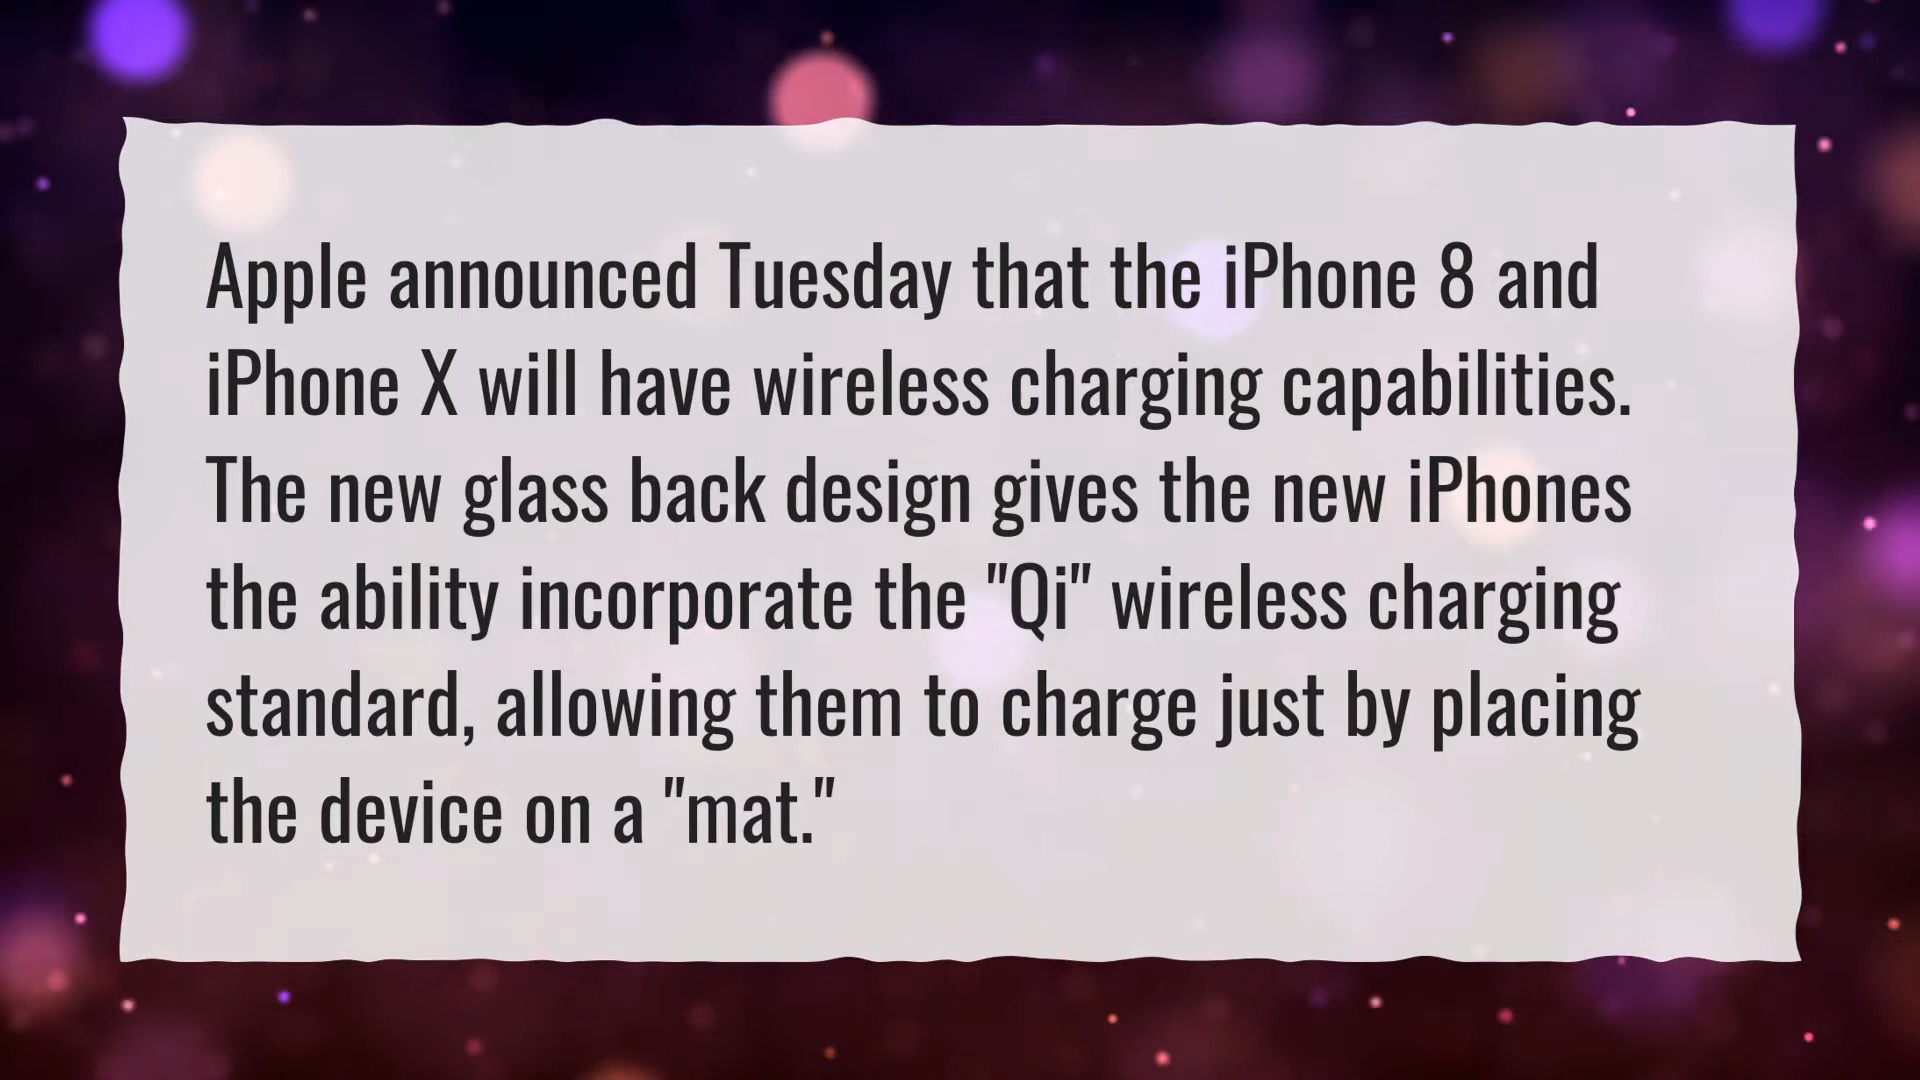 Apple announced Tuesday that the iPhone 8 and
iPhone X will have wireless charging capabilities.
The new glass back design gives the new iPhones
the ability incorporate the "Qi" wireless charging
standard, allowing them to charge just by placing
the device on a "mat."